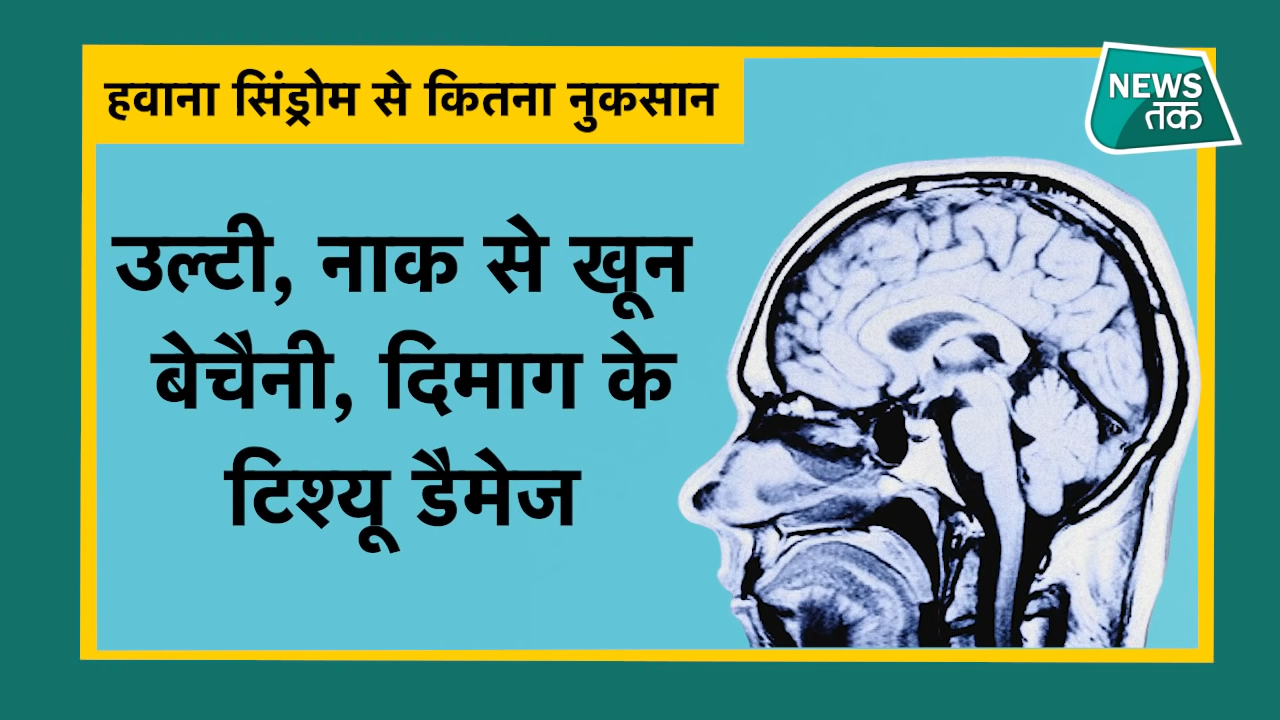 हवाना सिंड्रोम से कितना नुकसान
NEWS
तक
उल्टी, नाक से खून
बेचैनी, दिमाग के
टिश्यू डैमेज